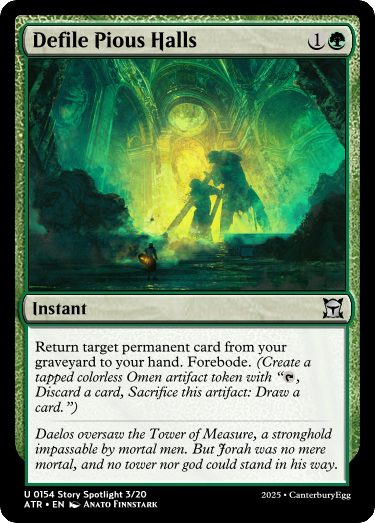 Defile Pious Halls 1
Instant
Return target permanent card from your
graveyard to your hand. Forebode. (Create a
tapped colorless Omen artifact token with “,
Discard a card, Sacrifice this artifact: Draw a
card.”)
Daelos oversaw the Tower of Measure, a stronghold
impassable by mortal men. But Jorah was no mere
mortal, and no tower nor god could stand in his way.
U 0154 Story Spotlight 3/20
ATR • EN Anato Finnstark
2025 • CanterburyEgg